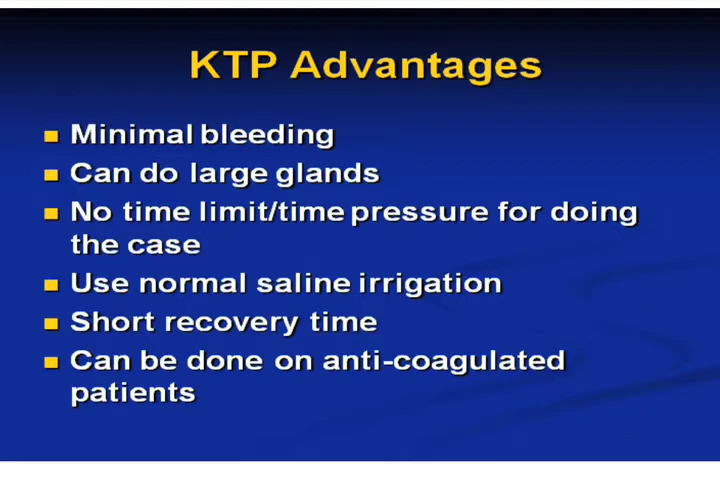 KTP Advantages
Minimal bleeding
Can do large glands
No time limit/time pressure for doing
the case
Use normal saline irrigation
Short recovery time
Can be done on anti-coagulated
patients